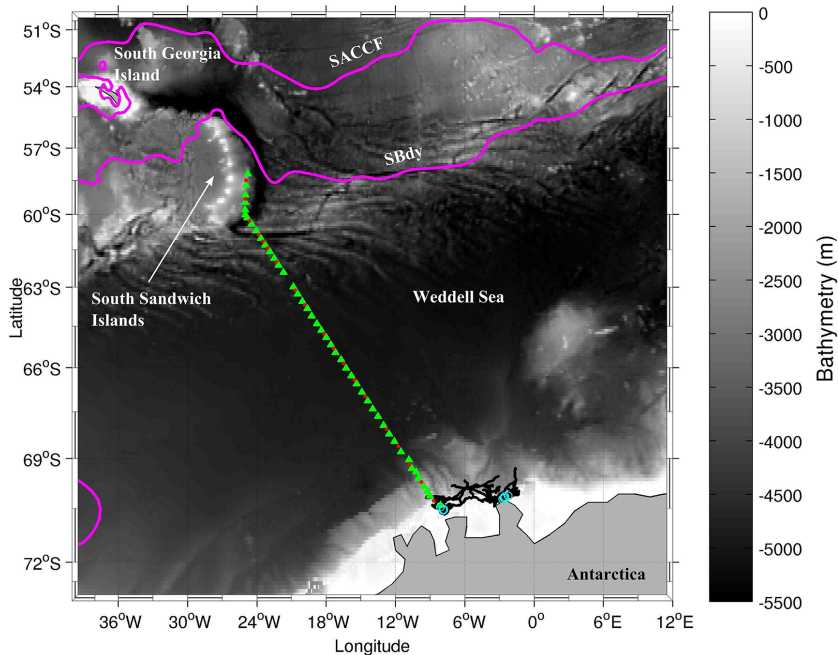 51°S
54°S
57°S
60°S
63°S
66°S
69°S
72°S
Latitude
South Georgia
Island
SACCF
SBdy
South Sandwich
Islands
Weddell Sea
Antarctica
36°W
30°W
24°W
18°W
12°W
6°W
0°
6°E
12°E
Longitude
0
-500
-1000
-1500
-2000
-2500
-3000
-3500
-4000
-4500
-5000
-5500
Bathymetry (m)